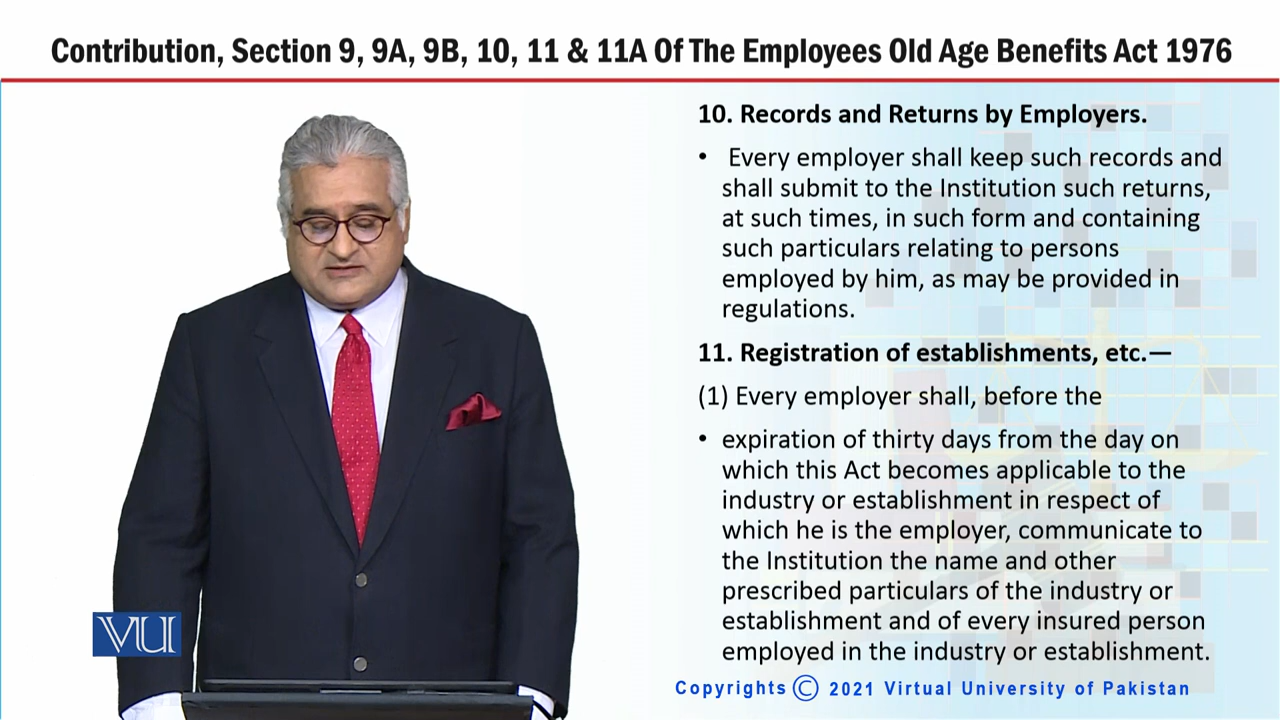 Contribution, Section 9, 9A, 9B, 10, 11 & 11A Of The Employees Old Age Benefits Act 1976
10. Records and Returns by Employers.
• Every employer shall keep such records and
shall submit to the Institution such returns,
at such times, in such form and containing
such particulars relating to persons
employed by him, as may be provided in
regulations.
11. Registration of establishments, etc.—
(1) Every employer shall, before the
• expiration of thirty days from the day on
which this Act becomes applicable to the
industry or establishment in respect of
which he is the employer, communicate to
the Institution the name and other
prescribed particulars of the industry or
establishment and of every insured person
employed in the industry or establishment.
VU
Copyrights © 2021 Virtual University of Pakistan